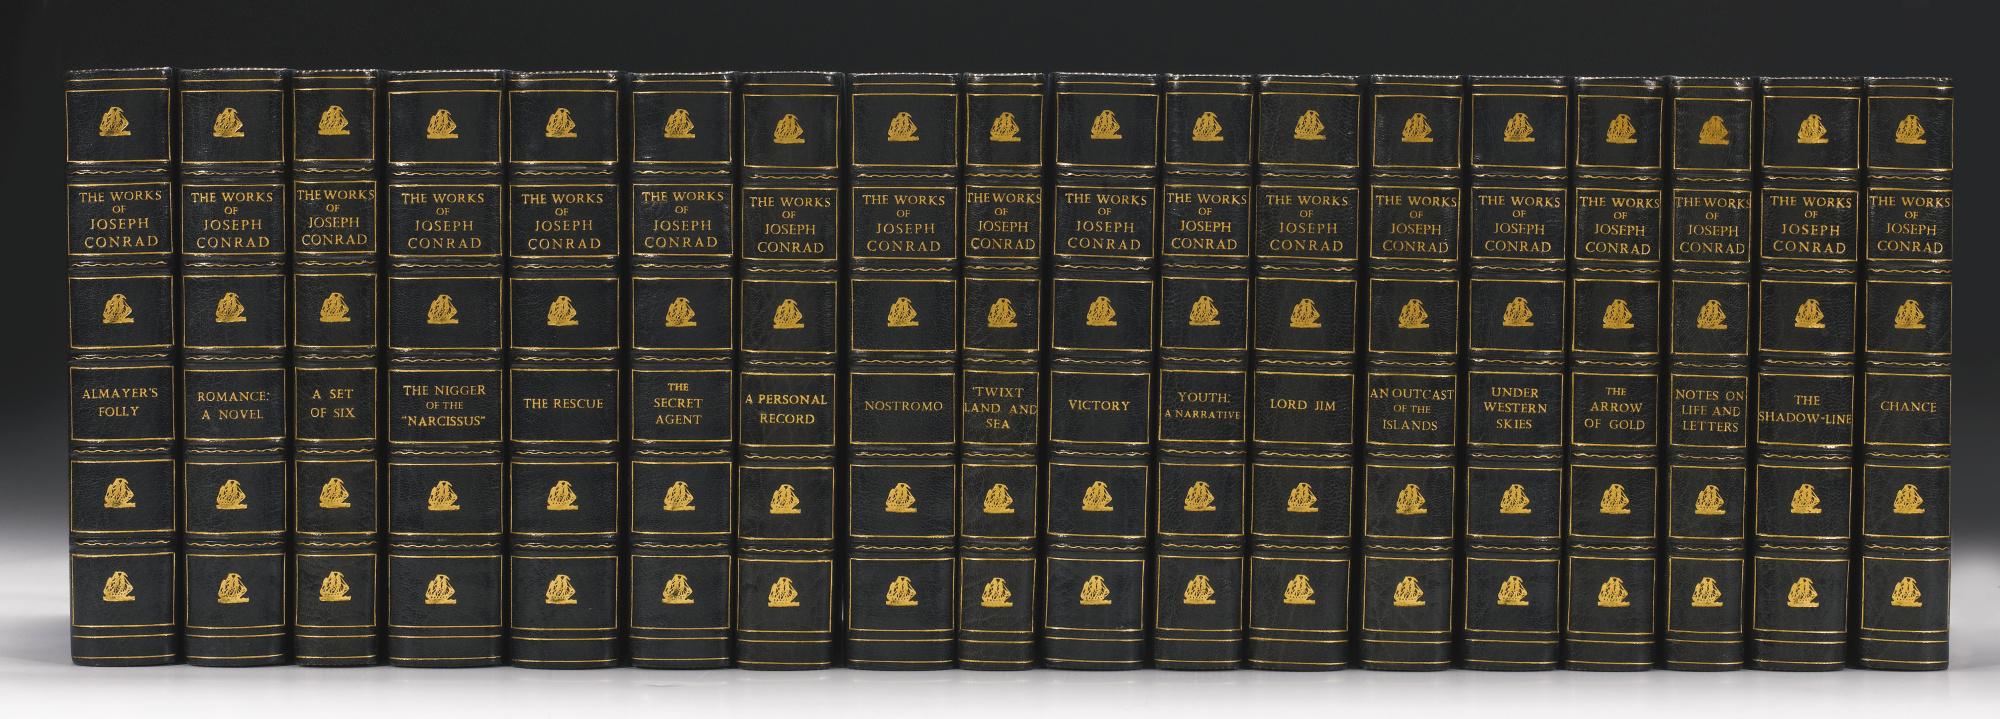 THE WORKS
OF
JOSEPH
CONRAD
ALMAYER'S
FOLLY
THE WORKS
OF
JOSEPH
CONRAD
ROMANCE:
A NOVEL
THE WORKS
OF
JOSEPH
CONRAD
A SET
OF SIX
THE WORKS
OF
JOSEPH
CONRAD
THE NIGGER
OF THE
"NARCISSUS"
THE WORKS
OF
JOSEPH
CONRAD
THE RESCUE
THE WORKS
OF
JOSEPH
CONRAD
THE
SECRET
AGENT
THE WORKS
OF
JOSEPH
CONRAD
A PERSONAL
RECORD
THE WORKS
OF
JOSEPH
CONRAD
NOSTROMO
THE WORKS
OF
JOSEPH
CONRAD
'TWIXT
LAND AND
SEA
THE WORKS
OF
JOSEPH
CONRAD
VICTORY
THE WORKS
OF
JOSEPH
CONRAD
YOUTH:
A NARRATIVE
THE WORKS
OF
JOSEPH
CONRAD
LORD JIM
THE WORKS
OF
JOSEPH
CONRAD
AN OUTCAST
OF THE
ISLANDS
THE WORKS
OF
JOSEPH
CONRAD
UNDER
WESTERN
SKIES
THE WORKS
OF
JOSEPH
CONRAD
THE
ARROW
OF GOLD
THE WORKS
OF
JOSEPH
CONRAD
NOTES ON
LIFE AND
LETTERS
THE WORKS
OF
JOSEPH
CONRAD
THE
SHADOW-LINE
THE WORKS
OF
JOSEPH
CONRAD
CHANCE